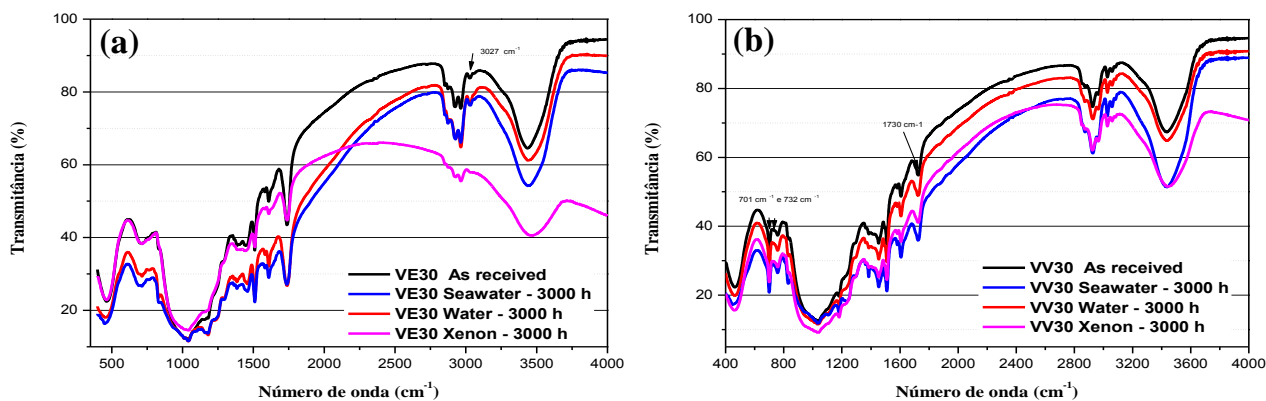 (a)
3027 cm⁻¹
Transmitância (%)
100
80
60
40
20
VE30 As received
VE30 Seawater - 3000 h
VE30 Water - 3000 h
VE30 Xenon - 3000 h
500
1000
1500
2000
2500
3000
3500
4000
Número de onda (cm⁻¹)
(b)
1730 cm-1
701 cm ⁻¹ e 732 cm ⁻¹
Transmitância (%)
100
80
60
40
20
VV30 As received
VV30 Seawater - 3000 h
VV30 Water - 3000 h
VV30 Xenon - 3000 h
400
800
1200
1600
2000
2400
2800
3200
3600
4000
Número de onda (cm⁻¹)